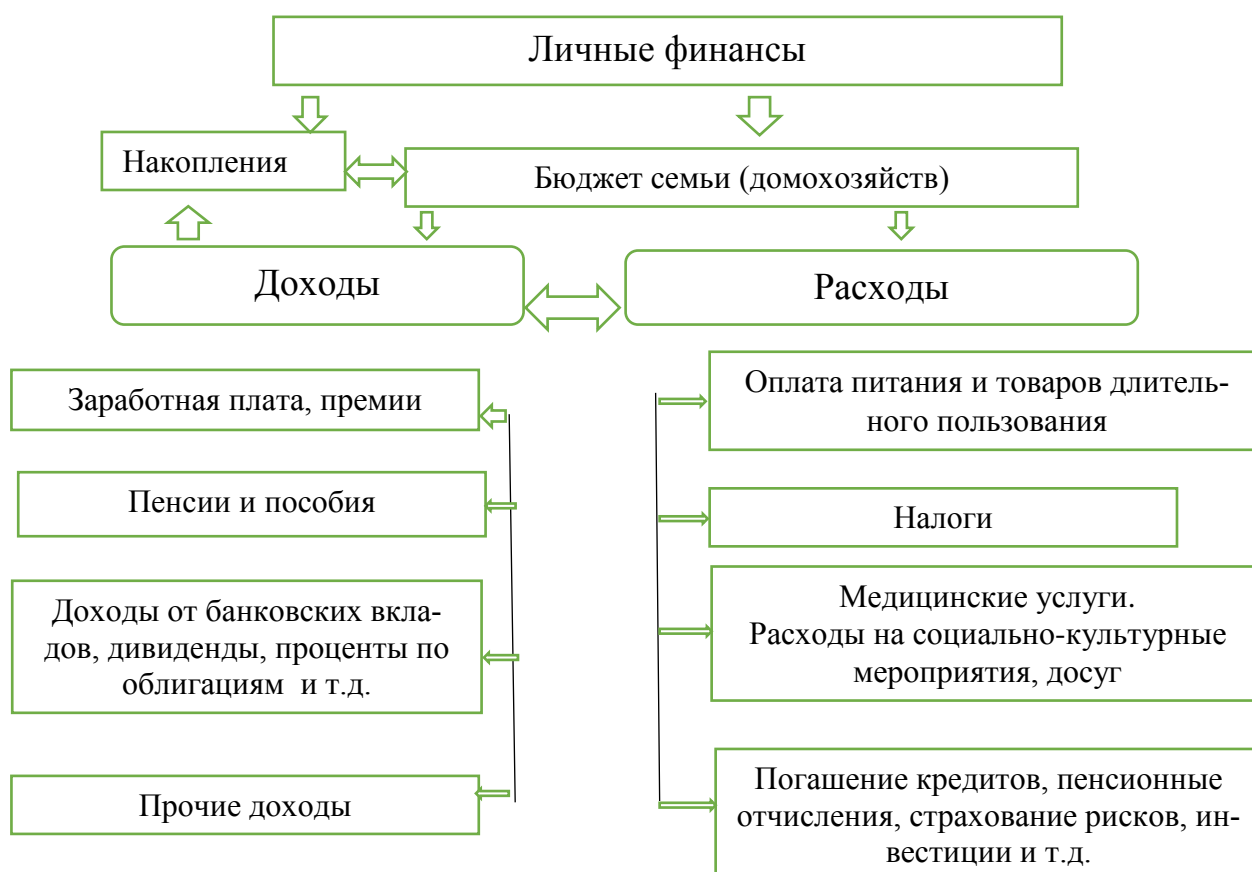 Личные финансы
Накопления
Бюджет семьи (домохозяйств)
Доходы
Расходы
Заработная плата, премии
Пенсии и пособия
Доходы от банковских вкла-
дов, дивиденды, проценты по
облигациям и т.д.
Прочие доходы
Оплата питания и товаров длитель-
ного пользования
Налоги
Медицинские услуги.
Расходы на социально-культурные
мероприятия, досуг
Погашение кредитов, пенсионные
отчисления, страхование рисков, ин-
вестиции и т.д.